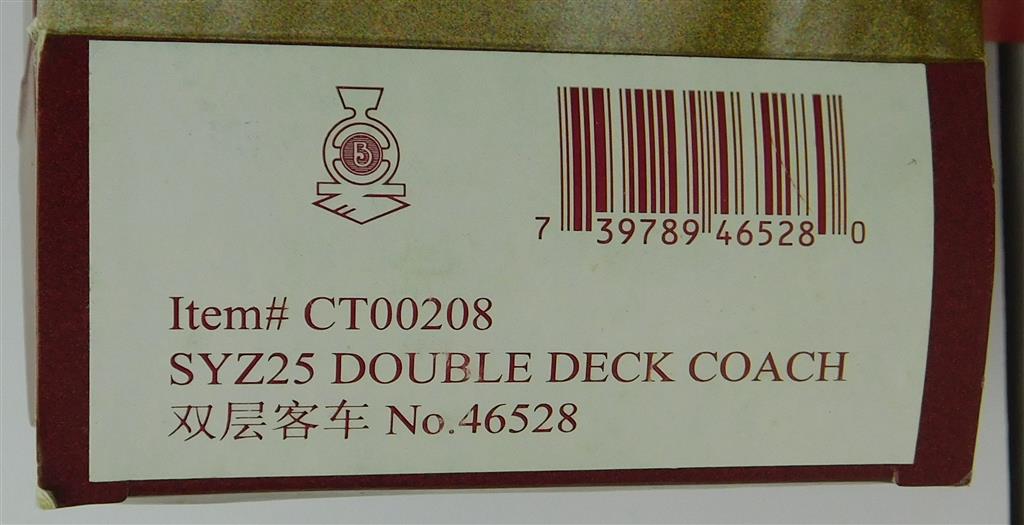 7 39789 46528 0
Item# CT00208
SYZ25 DOUBLE DECK COACH
双层客车 No.46528